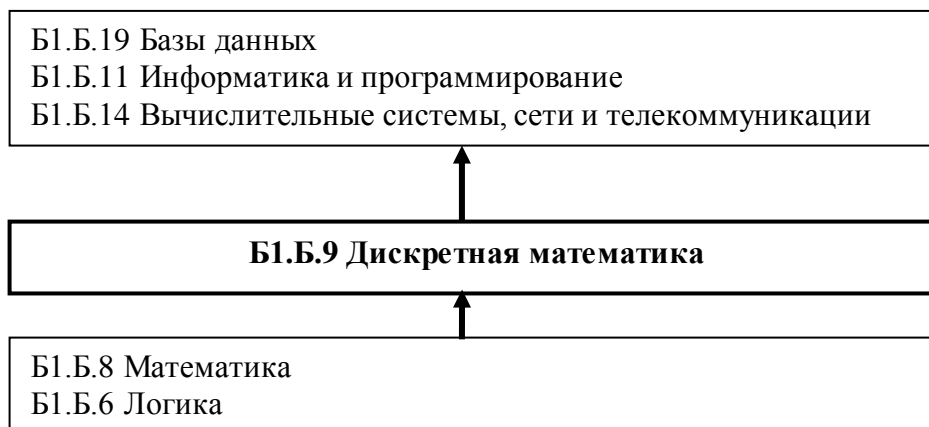 Б1.Б.19 Базы данных
Б1.Б.11 Информатика и программирование
Б1.Б.14 Вычислительные системы, сети и телекоммуникации
Б1.Б.9 Дискретная математика
Б1.Б.8 Математика
Б1.Б.6 Логика